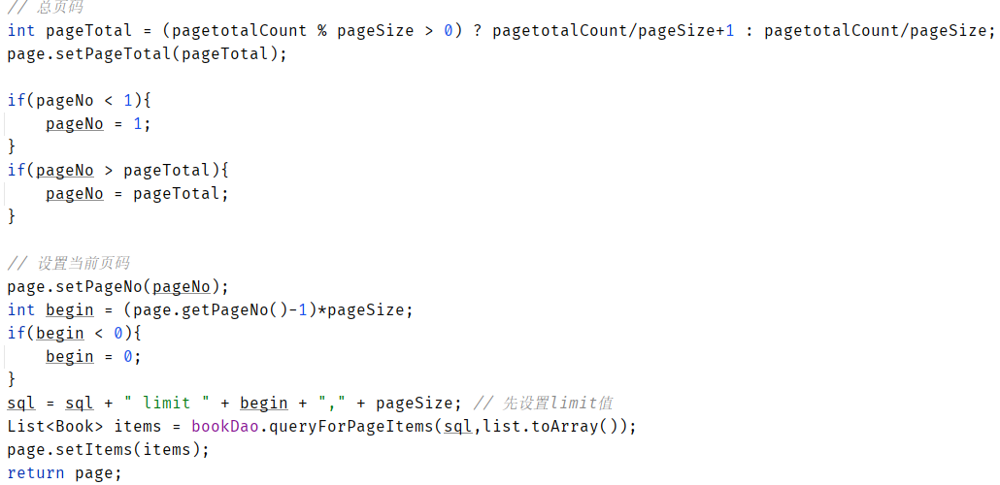 // 总页码
int pageTotal = (pagetotalCount % pageSize > 0) ? pagetotalCount/pageSize+1 : pagetotalCount/pageSize;
page.setPageTotal(pageTotal);
if(pageNo < 1){
    pageNo = 1;
}
if(pageNo > pageTotal){
    pageNo = pageTotal;
}
// 设置当前页码
page.setPageNo(pageNo);
int begin = (page.getPageNo()-1)*pageSize;
if(begin < 0){
    begin = 0;
}
sql = sql + " limit " + begin + "," + pageSize; // 先设置limit值
List<Book> items = bookDao.queryForPageItems(sql,list.toArray());
page.setItems(items);
return page;